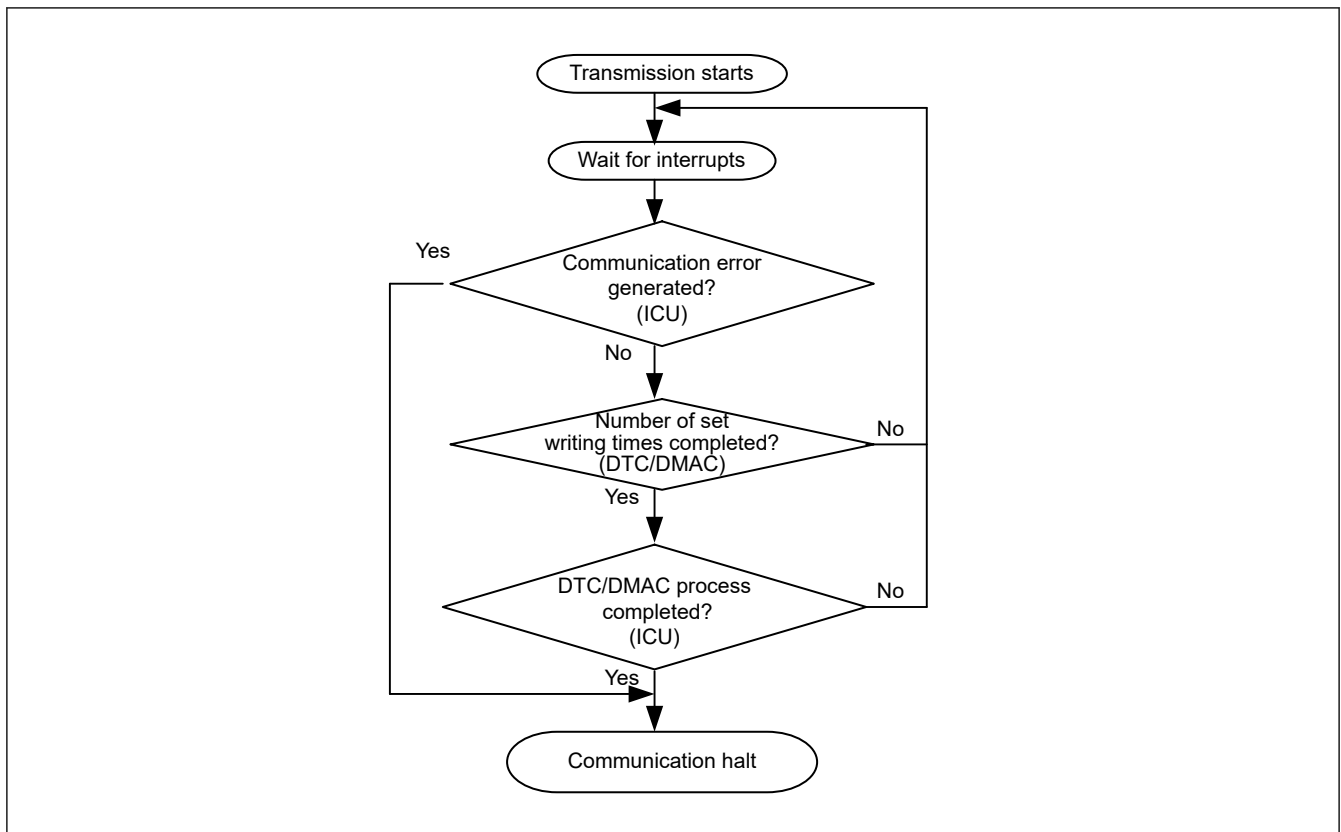 Transmission starts
Wait for interrupts
Yes
Communication error
generated?
(ICU)
No
Number of set
writing times completed?
(DTC/DMAC)
No
Yes
DTC/DMAC process
completed?
(ICU)
No
Yes
Communication halt